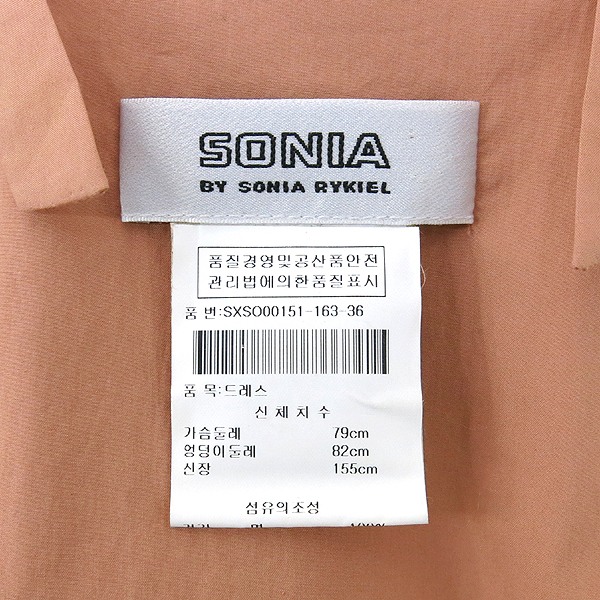 SONIA
BY SONIA RYKIEL
품질경영및공산품안전
관리법에의한품질표시
품 번:SXSO00151-163-36
품 목:드레스
신체치수
가슴둘레 79cm
엉덩이둘레 82cm
신장 155cm
섬유의조성